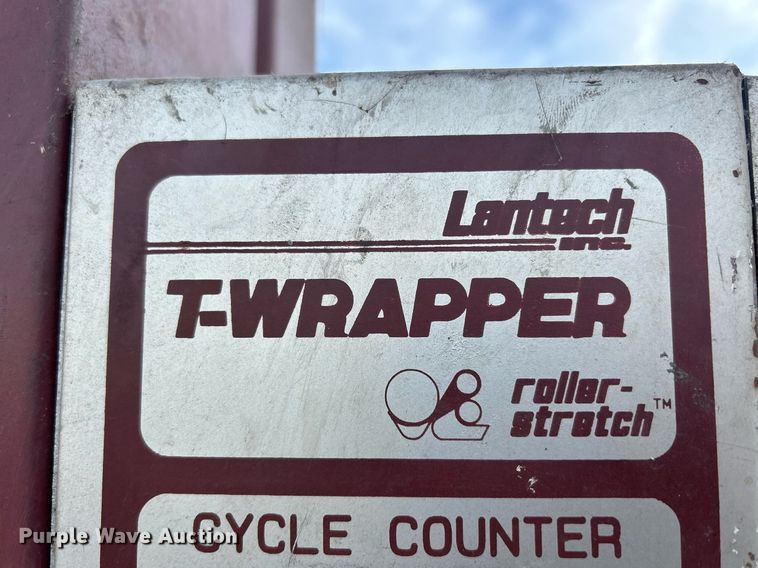 Lantech
inc.
T-WRAPPER
roller-
stretch™
CYCLE COUNTER
Purple Wave Auction